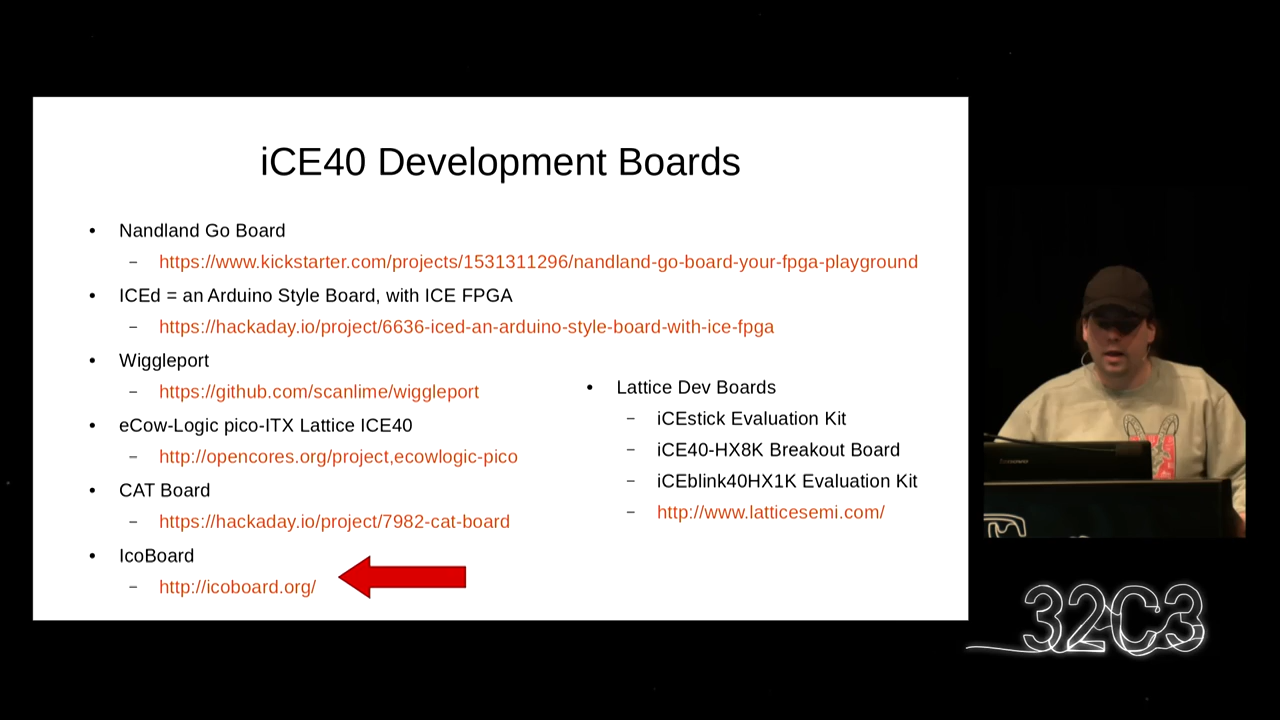 iCE40 Development Boards
• Nandland Go Board
– https://www.kickstarter.com/projects/1531311296/nandland-go-board-your-fpga-playground
• ICEd = an Arduino Style Board, with ICE FPGA
– https://hackaday.io/project/6636-iced-an-arduino-style-board-with-ice-fpga
• Wiggleport
– https://github.com/scanlime/wiggleport
• eCow-Logic pico-ITX Lattice ICE40
– http://opencores.org/project,ecowlogic-pico
• CAT Board
– https://hackaday.io/project/7982-cat-board
• IcoBoard
– http://icoboard.org/
• Lattice Dev Boards
– iCEstick Evaluation Kit
– iCE40-HX8K Breakout Board
– iCEblink40HX1K Evaluation Kit
– http://www.latticesemi.com/
32C3